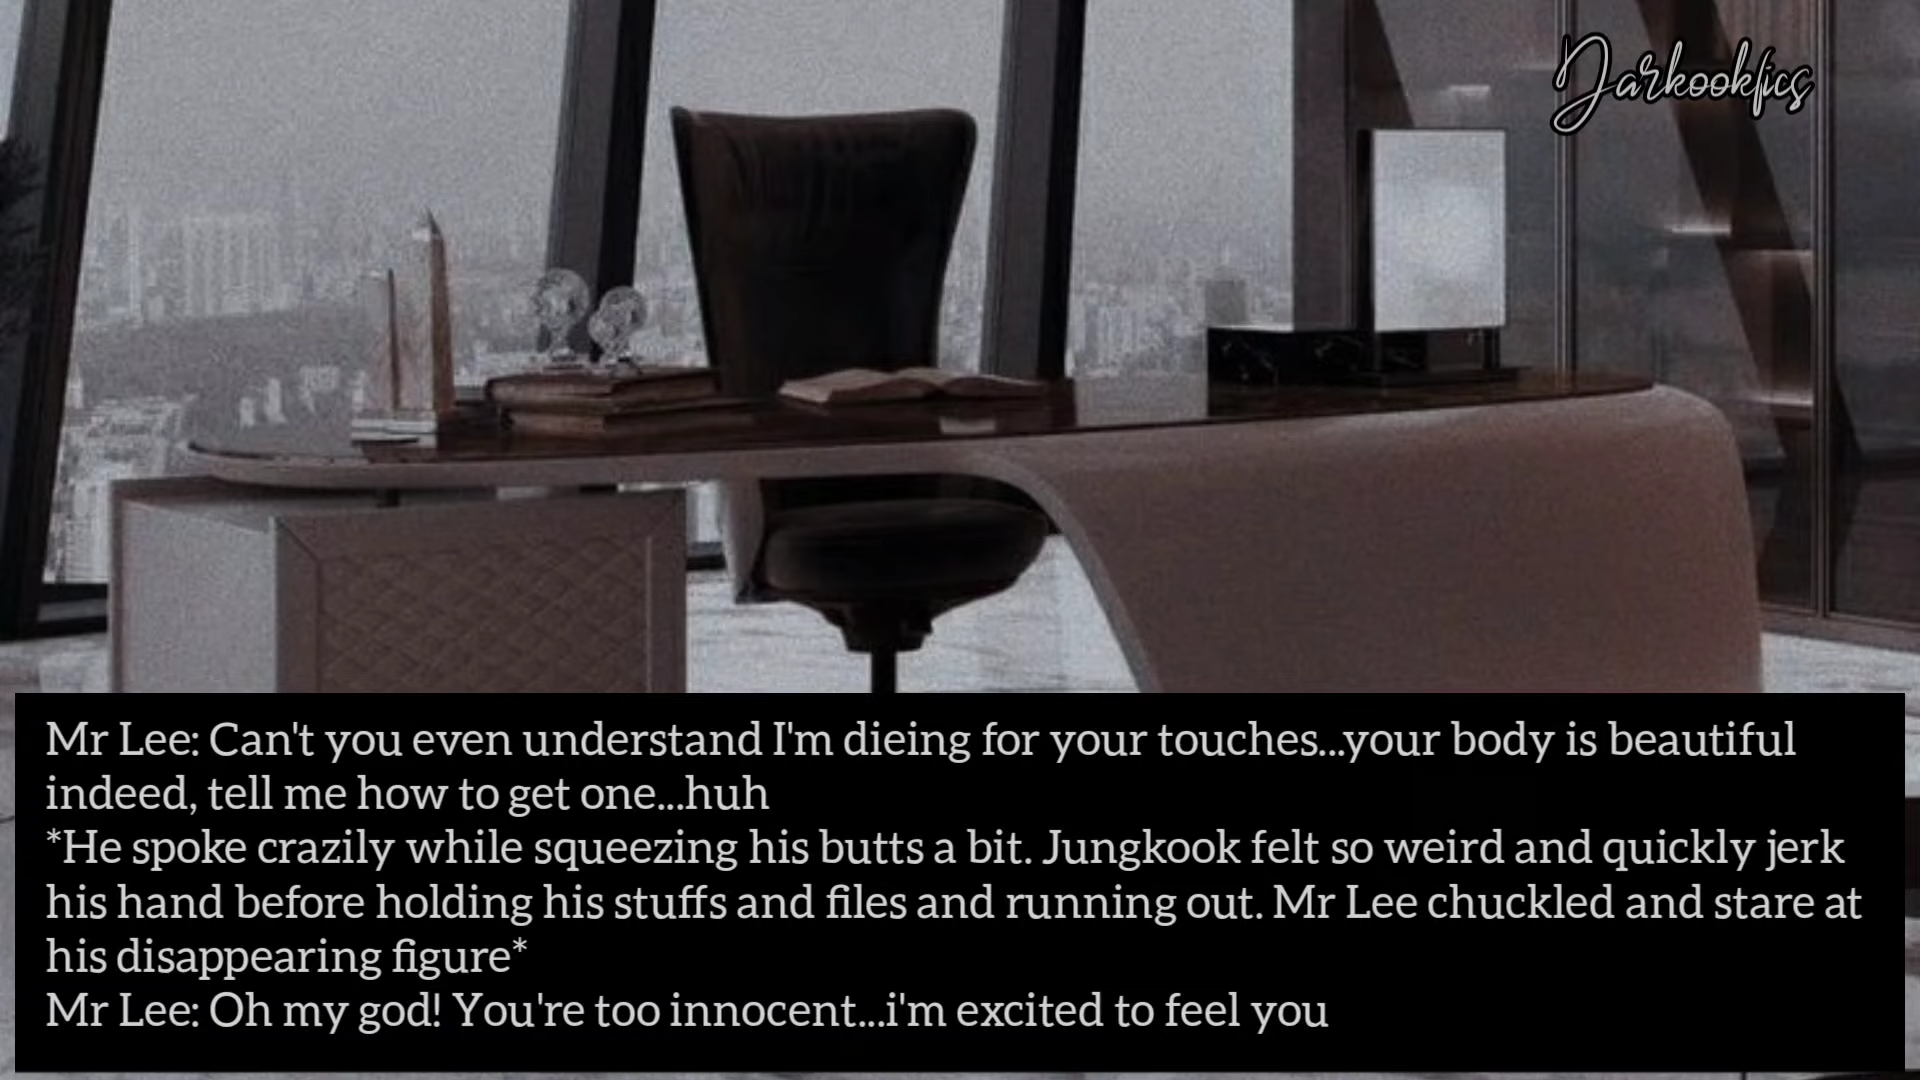 Darkookfics
Mr Lee: Can't you even understand I'm dieing for your touches...your body is beautiful
indeed, tell me how to get one...huh
*He spoke crazily while squeezing his butts a bit. Jungkook felt so weird and quickly jerk
his hand before holding his stuffs and files and running out. Mr Lee chuckled and stare at
his disappearing figure*
Mr Lee: Oh my god! You're too innocent...i'm excited to feel you